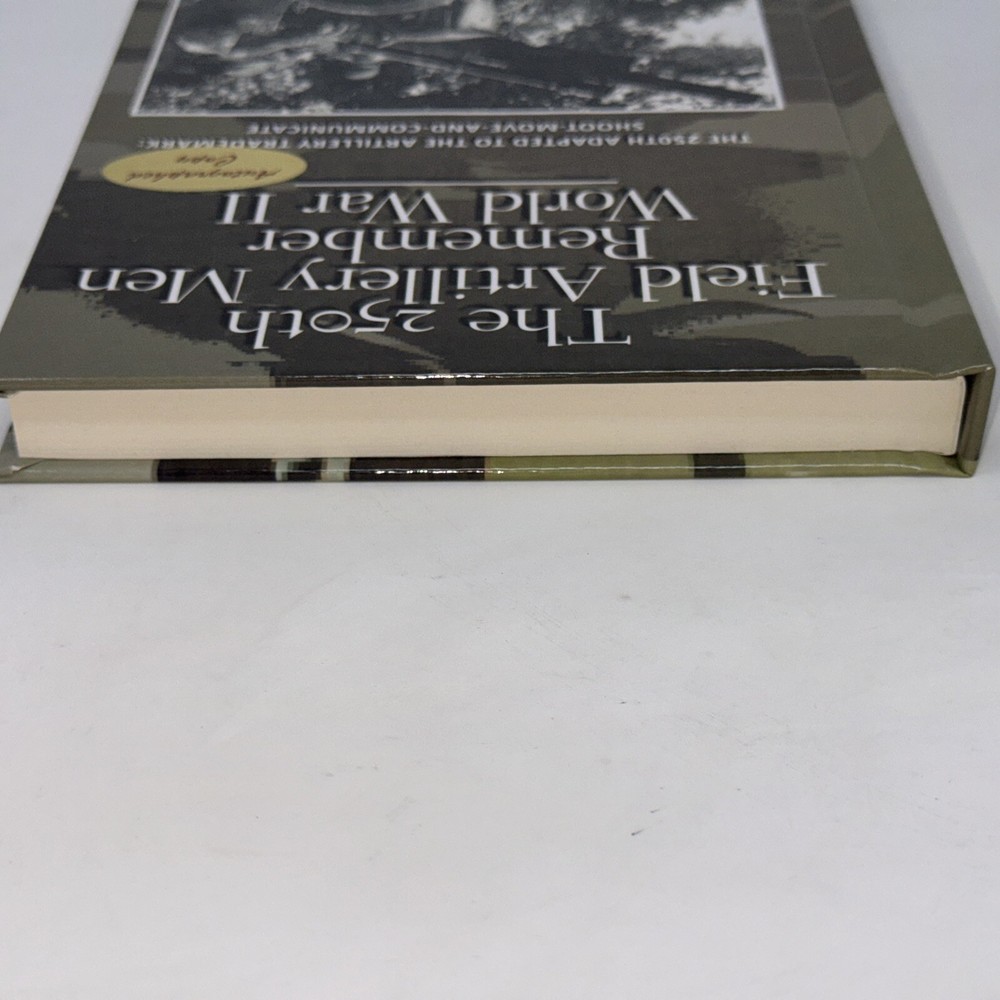 The 250th
Field Artillery Men
Remember
World War II
THE 250TH ADAPTED TO THE ARTILLERY TRADEMARK:
SHOOT-MOVE-AND-COMMUNICATE
Autographed
Copy